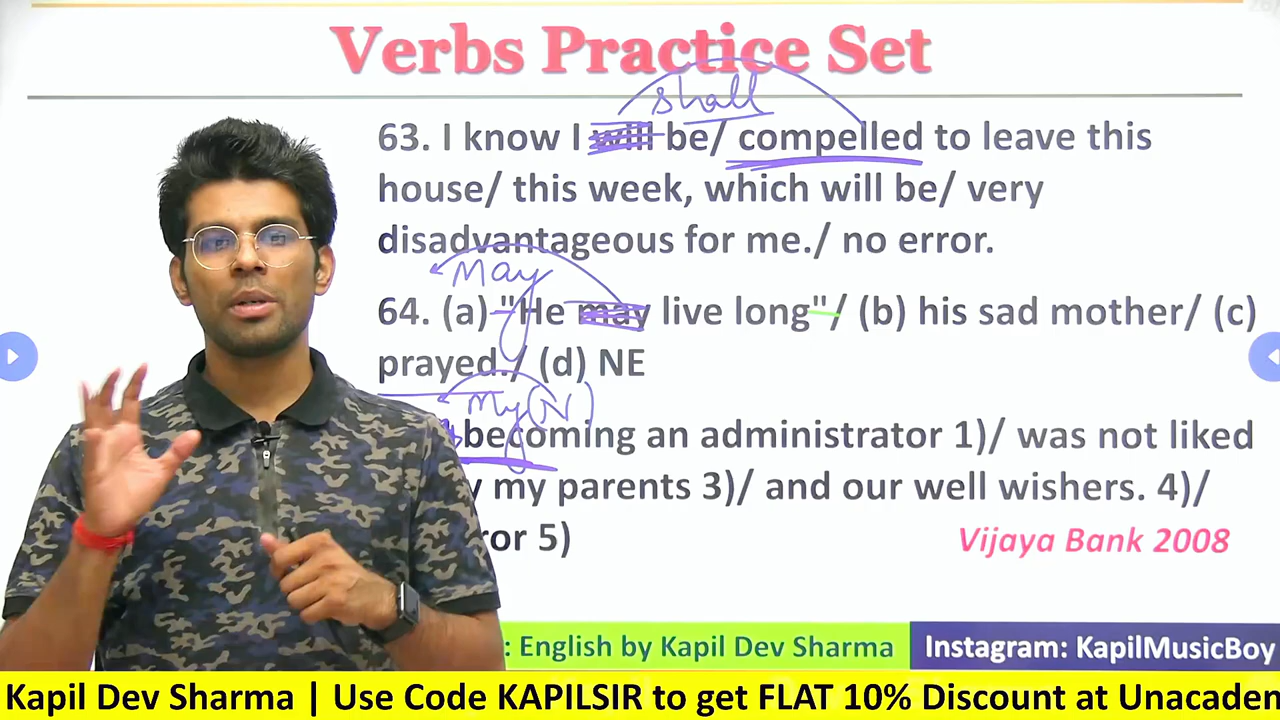 Verbs Practice Set
shall
63. I know I will be/ compelled to leave this
house/ this week, which will be/ very
disadvantageous for me./ no error.
May
64. (a) "He may live long"/ (b) his sad mother/ (c)
prayed./ (d) NE
My (N)
becoming an administrator 1)/ was not liked
my parents 3)/ and our well wishers. 4)/
5)
Vijaya Bank 2008
: English by Kapil Dev Sharma
Instagram: KapilMusicBoy
Kapil Dev Sharma | Use Code KAPILSIR to get FLAT 10% Discount at Unacaden